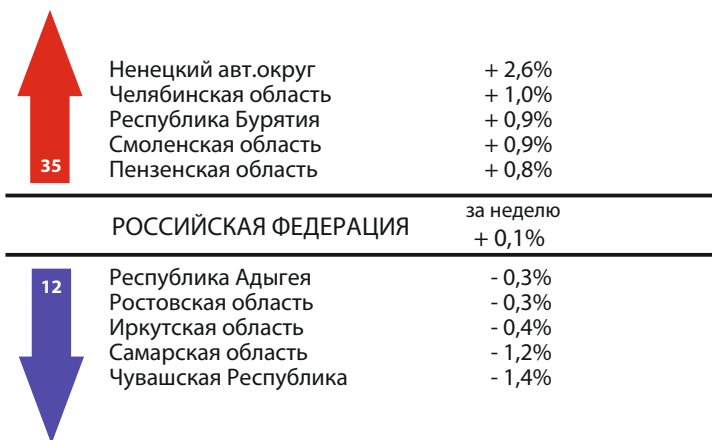 Ненецкий авт.округ + 2,6%
Челябинская область + 1,0%
Республика Бурятия + 0,9%
Смоленская область + 0,9%
35 Пензенская область + 0,8%
РОССИЙСКАЯ ФЕДЕРАЦИЯ за неделю
+ 0,1%
12 Республика Адыгея - 0,3%
Ростовская область - 0,3%
Иркутская область - 0,4%
Самарская область - 1,2%
Чувашская Республика - 1,4%